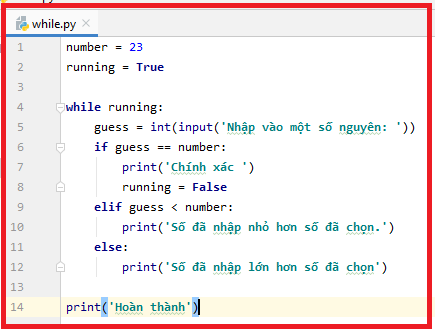 .py
while.py
1 number = 23
2 running = True
3
4 while running:
5     guess = int(input('Nhập vào một số nguyên: '))
6     if guess == number:
7         print('Chính xác ')
8         running = False
9     elif guess < number:
10         print('Số đã nhập nhỏ hơn số đã chọn.')
11     else:
12         print('Số đã nhập lớn hơn số đã chọn')
13
14 print('Hoàn thành')